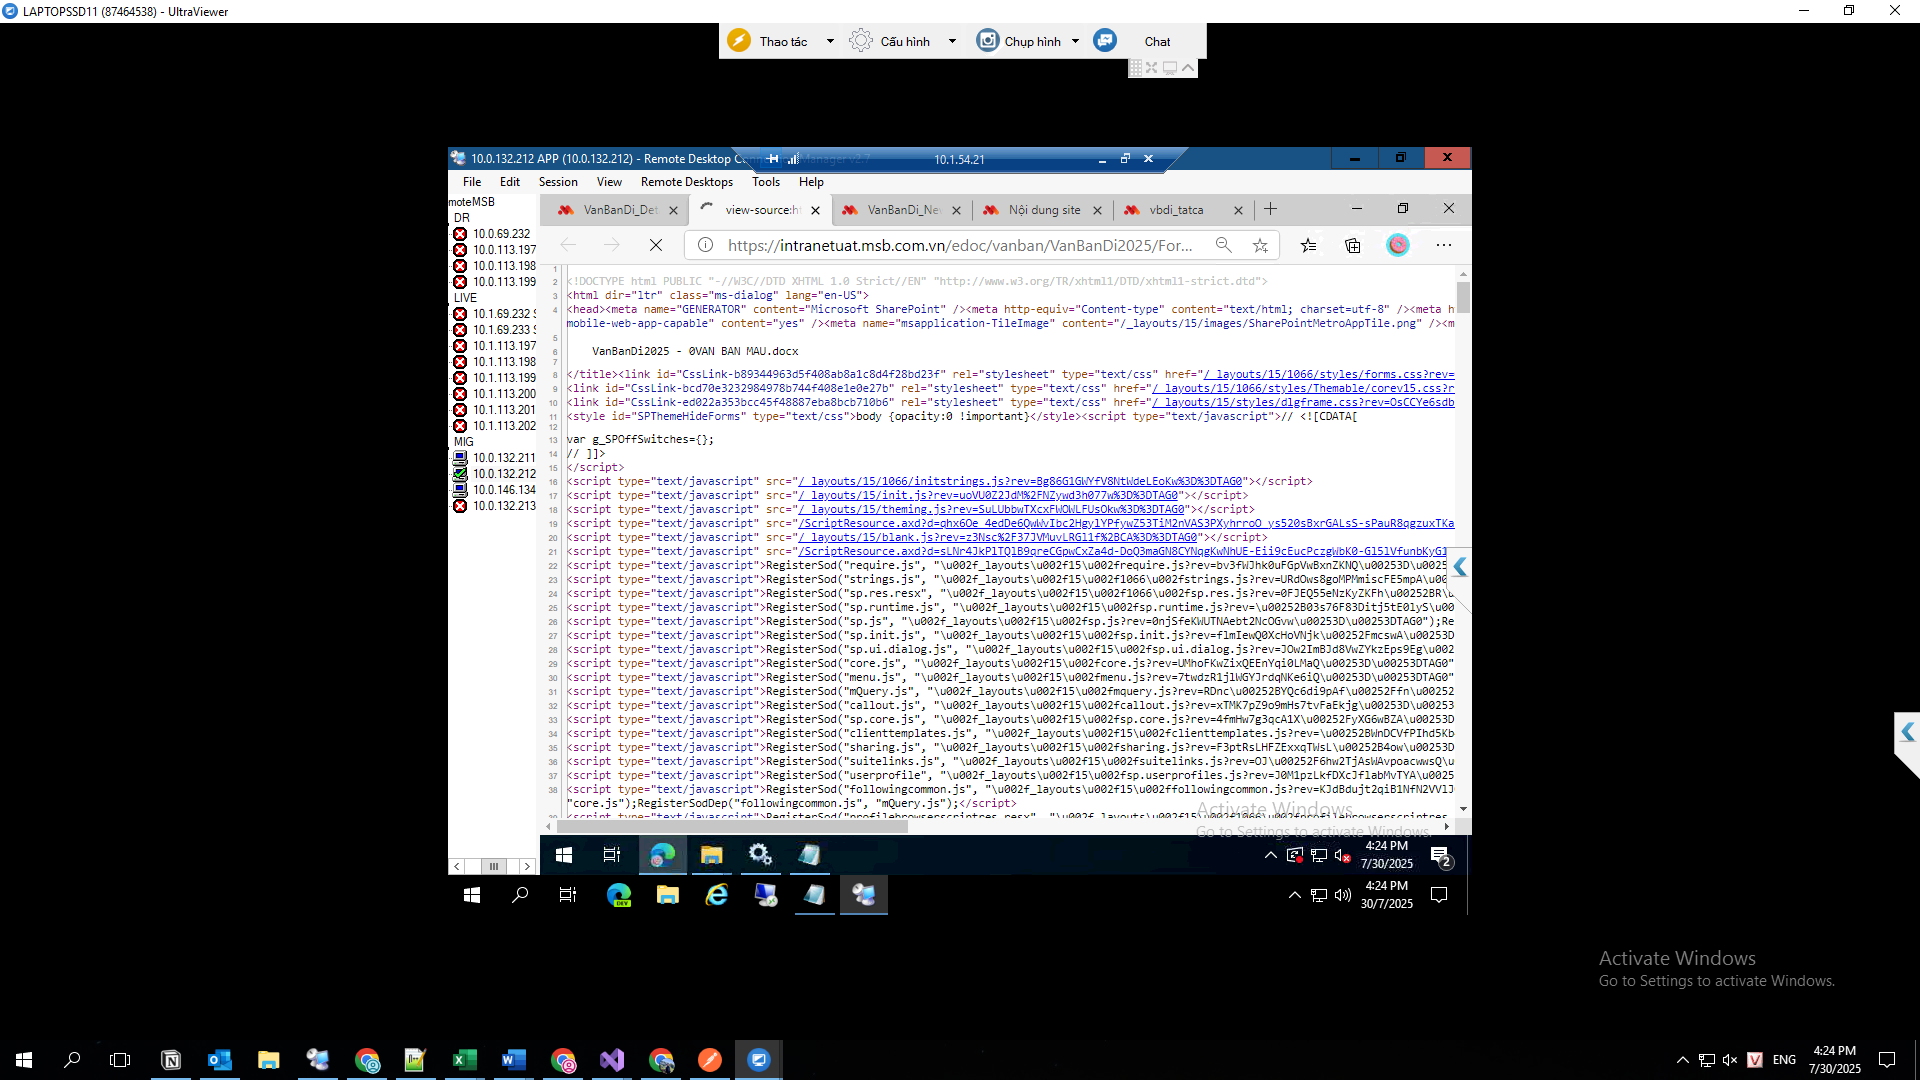 LAPTOPSSD11 (87464538) - UltraViewer
Thao tác
Cấu hình
Chụp hình
Chat
10.0.132.212 APP (10.0.132.212) - Remote Desktop
10.1.54.21
File Edit Session View Remote Desktops Tools Help
moteMSB
DR
10.0.69.232
10.0.113.197
10.0.113.198
10.0.113.199
LIVE
10.1.69.232
10.1.69.233
10.1.113.197
10.1.113.198
10.1.113.199
10.1.113.200
10.1.113.201
10.1.113.202
MIG
10.0.132.211
10.0.132.212
10.0.146.134
10.0.132.213
VanBanDi_Det
view-source:ht
VanBanDi_Nev
Nội dung site
vbdi_tatca
https://intranetuat.msb.com.vn/edoc/vanban/VanBanDi2025/For...
1
2 <!DOCTYPE html PUBLIC "-//W3C//DTD XHTML 1.0 Strict//EN" "http://www.w3.org/TR/xhtml1/DTD/xhtml1-strict.dtd">
3 <html dir="ltr" class="ms-dialog" lang="en-US">
4 <head><meta name="GENERATOR" content="Microsoft SharePoint" /><meta http-equiv="Content-type" content="text/html; charset=utf-8" /><meta h
mobile-web-app-capable" content="yes" /><meta name="msapplication-TileImage" content="/_layouts/15/images/SharePointMetroAppTile.png" /><m
5
6 VanBanDi2025 - 0VAN BAN MAU.docx
7
8 </title><link id="CssLink-b89344963d5f408ab8a1c8d4f28bd23f" rel="stylesheet" type="text/css" href="/_layouts/15/1066/styles/forms.css?rev=
9 <link id="CssLink-bcd70e3232984978b744f408e1e0e27b" rel="stylesheet" type="text/css" href="/_layouts/15/1066/styles/Themable/corev15.css?r
10 <link id="CssLink-ed022a353bcc45f48887eba8bcb710b6" rel="stylesheet" type="text/css" href="/_layouts/15/styles/dlgframe.css?rev=OsCCYe6sdb
11 <style id="SPThemeHideForms" type="text/css">body {opacity:0 !important}</style><script type="text/javascript">// <![CDATA[
12
13 var g_SPOffSwitches={};
14 // ]]>
15 </script>
16 <script type="text/javascript" src="/_layouts/15/1066/initstrings.js?rev=Bg86GlGWYfV8NtWdeLEoKw%3D%3DTAG0"></script>
17 <script type="text/javascript" src="/_layouts/15/init.js?rev=uoVU0Z2JdM%2FNZywd3h077w%3D%3DTAG0"></script>
18 <script type="text/javascript" src="/_layouts/15/theming.js?rev=SuLUbbwTXcxFWOWLFUsOkw%3D%3DTAG0"></script>
19 <script type="text/javascript" src="/ScriptResource.axd?d=qhx6Oe_4edDe6QwWvIbc2HgylYPfywZ53TiM2nVAS3PXyhrroO_ys520sBxrGALsS-sPauR8qgzuxTKa
20 <script type="text/javascript" src="/_layouts/15/blank.js?rev=z3Nsc%2F37JVMuvLRGl1f%2BCA%3D%3DTAG0"></script>
21 <script type="text/javascript" src="/ScriptResource.axd?d=sLNr4JkPlTQlB9qreCGpwCxZa4d-DoQ3maGN8CYNqgKwNhUE-Eii9cEucPczgWbK0-Gl5lVfunbKyG1
22 <script type="text/javascript">RegisterSod("require.js", "\u002f_layouts\u002f15\u002frequire.js?rev=bv3fWJhk0uFGpVwBxnZKNQ\u00253D\u0025
23 <script type="text/javascript">RegisterSod("strings.js", "\u002f_layouts\u002f15\u002f1066\u002fstrings.js?rev=URdOws8goMPMmiscFE5mpA\u00
24 <script type="text/javascript">RegisterSod("sp.res.resx", "\u002f_layouts\u002f15\u002f1066\u002fsp.res.js?rev=0FJEQ55eNzKyZKFh\u00252BR\u
25 <script type="text/javascript">RegisterSod("sp.runtime.js", "\u002f_layouts\u002f15\u002fsp.runtime.js?rev=\u00252B03s76F83Ditj5tE0lyS\u00
26 <script type="text/javascript">RegisterSod("sp.js", "\u002f_layouts\u002f15\u002fsp.js?rev=0njSfeKWUTNAebt2NcOGvw\u00253D\u00253DTAG0");Re
27 <script type="text/javascript">RegisterSod("sp.init.js", "\u002f_layouts\u002f15\u002fsp.init.js?rev=flmIewQ0XcHoVNjk\u00252FmcswA\u00253D
28 <script type="text/javascript">RegisterSod("sp.ui.dialog.js", "\u002f_layouts\u002f15\u002fsp.ui.dialog.js?rev=JOw2ImBJd8VwZYkzEps9Eg\u002
29 <script type="text/javascript">RegisterSod("core.js", "\u002f_layouts\u002f15\u002fcore.js?rev=UMhoFKwZixQEEnYqi0LMaQ\u00253D\u00253DTAG0"
30 <script type="text/javascript">RegisterSod("menu.js", "\u002f_layouts\u002f15\u002fmenu.js?rev=7twdzR1jlWGYJrdqNKe6iQ\u00253D\u00253DTAG0"
31 <script type="text/javascript">RegisterSod("mQuery.js", "\u002f_layouts\u002f15\u002fmquery.js?rev=RDnc\u00252BYQc6di9pAf\u00252Ffn\u00252
32 <script type="text/javascript">RegisterSod("callout.js", "\u002f_layouts\u002f15\u002fcallout.js?rev=xTMK7pZ9o9mHs7tvFaEkjg\u00253D\u00253
33 <script type="text/javascript">RegisterSod("sp.core.js", "\u002f_layouts\u002f15\u002fsp.core.js?rev=4fmHw7g3qcA1X\u00252FyXG6wBZA\u00253D
34 <script type="text/javascript">RegisterSod("clienttemplates.js", "\u002f_layouts\u002f15\u002fclienttemplates.js?rev=\u00252BWnDCVfPIhd5Kb
35 <script type="text/javascript">RegisterSod("sharing.js", "\u002f_layouts\u002f15\u002fsharing.js?rev=F3ptRsLHFZExxqTWsL\u00252B4ow\u00253D
36 <script type="text/javascript">RegisterSod("suitelinks.js", "\u002f_layouts\u002f15\u002fsuitelinks.js?rev=OJ\u00252F6hw2TjAsWAvpoacwwsQ\u
37 <script type="text/javascript">RegisterSod("userprofile", "\u002f_layouts\u002f15\u002fsp.userprofiles.js?rev=J0M1pzLkfDXcJflabMvTYA\u0025
38 <script type="text/javascript">RegisterSod("followingcommon.js", "\u002f_layouts\u002f15\u002ffollowingcommon.js?rev=KJdBdujt2qiB1NfN2VVlJ
"core.js");RegisterSodDep("followingcommon.js", "mQuery.js");</script>
Activate Windows
Go to Settings to activate Windows.
4:24 PM
7/30/2025
2
4:24 PM
30/7/2025
DEV
Activate Windows
Go to Settings to activate Windows.
ENG
4:24 PM
7/30/2025